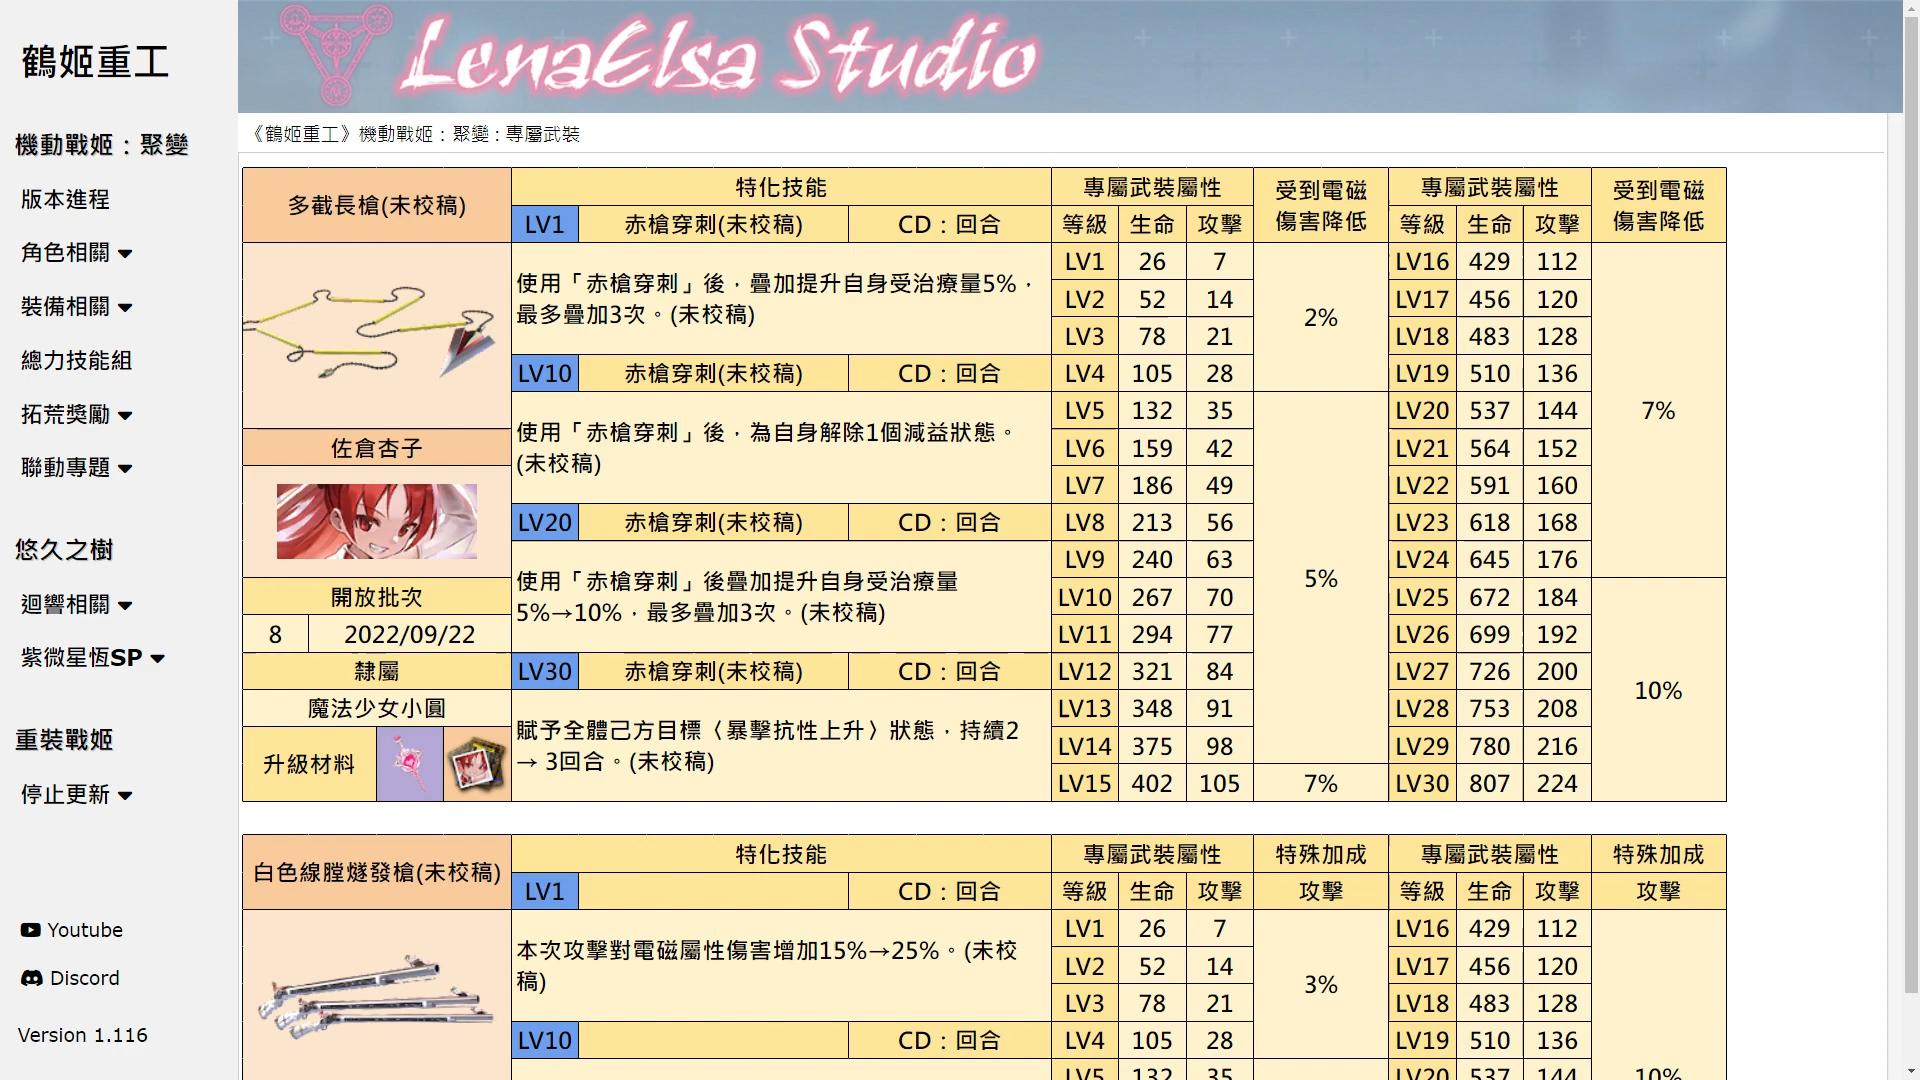 鶴姬重工
機動戰姬：聚變
版本進程
角色相關
裝備相關
總力技能組
拓荒獎勵
聯動專題
悠久之樹
迴響相關
紫微星恆SP
重裝戰姬
停止更新
Youtube
Discord
Version 1.116
LenaElsa Studio
《鶴姬重工》機動戰姬：聚變 : 專屬武裝
多截長槍(未校稿)
佐倉杏子
開放批次
8 2022/09/22
隸屬
魔法少女小圓
升級材料
特化技能
LV1 赤槍穿刺(未校稿) CD：回合
使用「赤槍穿刺」後，疊加提升自身受治療量5%，
最多疊加3次。(未校稿)
LV10 赤槍穿刺(未校稿) CD：回合
使用「赤槍穿刺」後，為自身解除1個減益狀態。
(未校稿)
LV20 赤槍穿刺(未校稿) CD：回合
使用「赤槍穿刺」後疊加提升自身受治療量
5%→10%，最多疊加3次。(未校稿)
LV30 赤槍穿刺(未校稿) CD：回合
賦予全體己方目標〈暴擊抗性上升〉狀態，持續2
→ 3回合。(未校稿)
專屬武裝屬性 受到電磁 專屬武裝屬性 受到電磁
等級 生命 攻擊 傷害降低 等級 生命 攻擊 傷害降低
LV1 26 7 LV16 429 112
LV2 52 14 LV17 456 120
2%
LV3 78 21 LV18 483 128
LV4 105 28 LV19 510 136
LV5 132 35 LV20 537 144 7%
LV6 159 42 LV21 564 152
LV7 186 49 LV22 591 160
LV8 213 56 LV23 618 168
LV9 240 63 LV24 645 176
5%
LV10 267 70 LV25 672 184
LV11 294 77 LV26 699 192
LV12 321 84 LV27 726 200
10%
LV13 348 91 LV28 753 208
LV14 375 98 LV29 780 216
LV15 402 105 7% LV30 807 224
白色線膛燧發槍(未校稿)
特化技能
LV1 CD：回合
本次攻擊對電磁屬性傷害增加15%→25%。(未校
稿)
LV10 CD：回合
專屬武裝屬性 特殊加成 專屬武裝屬性 特殊加成
等級 生命 攻擊 攻擊 等級 生命 攻擊 攻擊
LV1 26 7 LV16 429 112
LV2 52 14 LV17 456 120
3%
LV3 78 21 LV18 483 128
LV4 105 28 LV19 510 136
LV5 132 35 LV20 537 144 10%